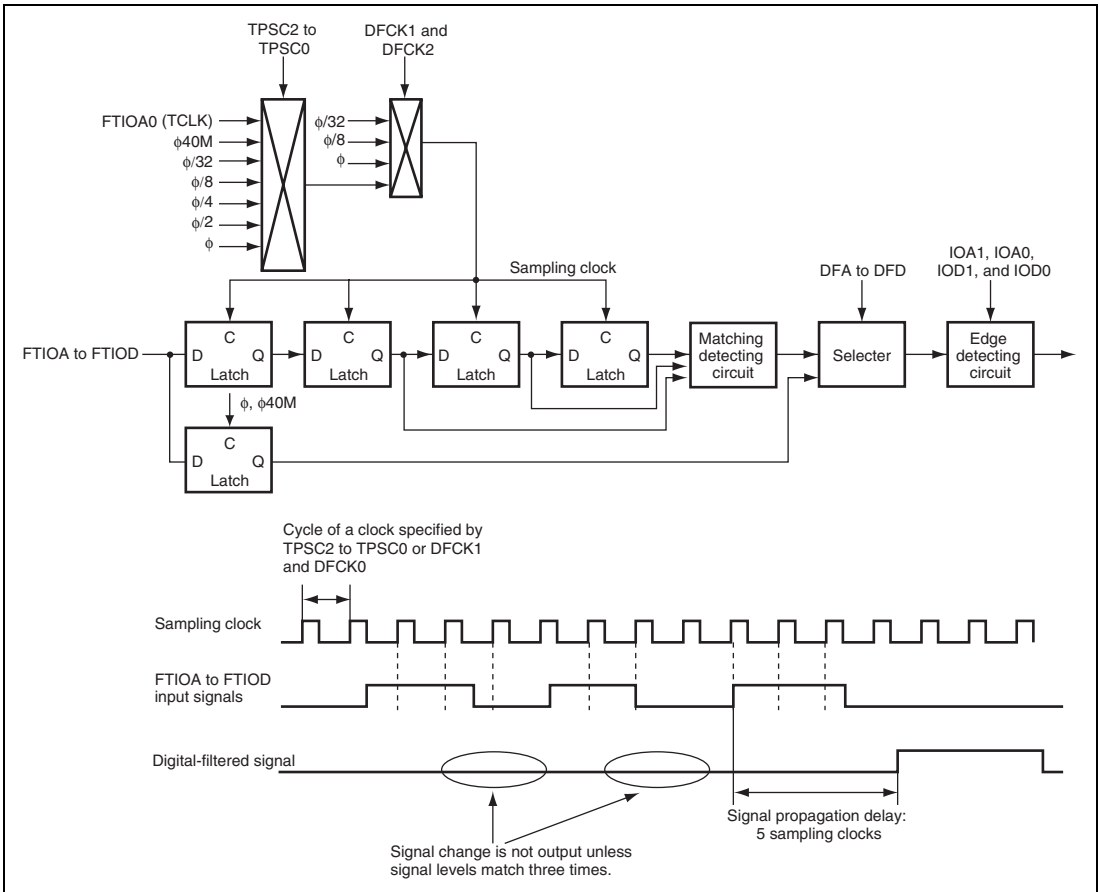 TPSC2 to
TPSC0
DFCK1 and
DFCK2
FTIOA0 (TCLK)
φ40M
φ/32
φ/8
φ/4
φ/2
φ
φ/32
φ/8
φ
Sampling clock
DFA to DFD
IOA1, IOA0,
IOD1, and IOD0
FTIOA to FTIOD
C
D Q
Latch
C
D Q
Latch
C
D Q
Latch
C
D Q
Latch
Matching
detecting
circuit
Selecter
Edge
detecting
circuit
φ, φ40M
C
D Q
Latch
Cycle of a clock specified by
TPSC2 to TPSC0 or DFCK1
and DFCK0
Sampling clock
FTIOA to FTIOD
input signals
Digital-filtered signal
Signal propagation delay:
5 sampling clocks
Signal change is not output unless
signal levels match three times.